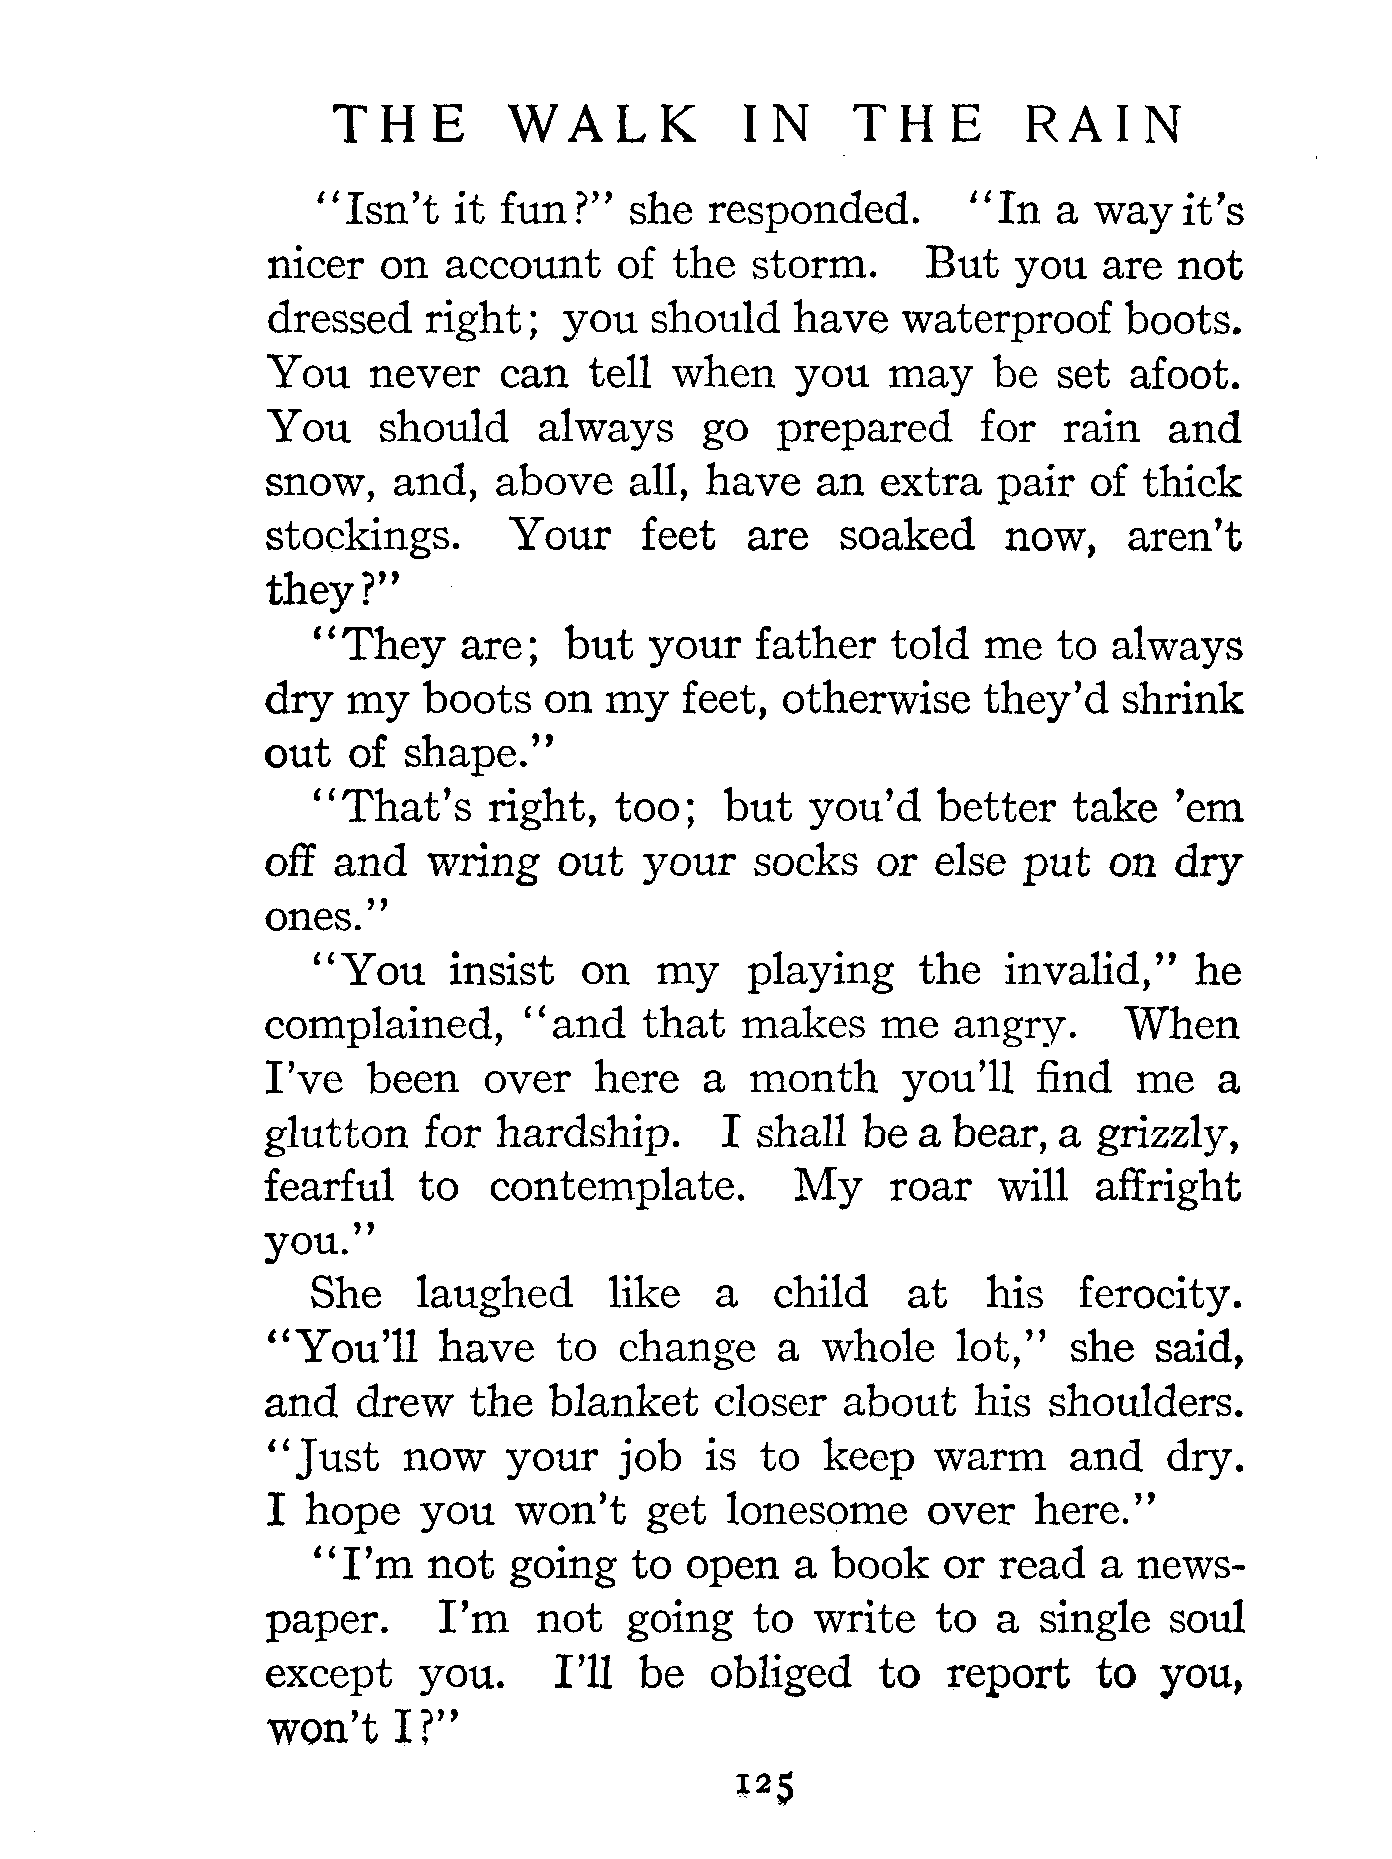 THE WALK IN THE RAIN
"Isn't it fun?" she responded. "In a way it's
nicer on account of the storm. But you are not
dressed right; you should have waterproof boots.
You never can tell when you may be set afoot.
You should always go prepared for rain and
snow, and, above all, have an extra pair of thick
stockings. Your feet are soaked now, aren't
they?"
"They are; but your father told me to always
dry my boots on my feet, otherwise they'd shrink
out of shape."
"That's right, too; but you'd better take 'em
off and wring out your socks or else put on dry
ones."
"You insist on my playing the invalid," he
complained, "and that makes me angry. When
I've been over here a month you'll find me a
glutton for hardship. I shall be a bear, a grizzly,
fearful to contemplate. My roar will affright
you."
She laughed like a child at his ferocity.
"You'll have to change a whole lot," she said,
and drew the blanket closer about his shoulders.
"Just now your job is to keep warm and dry.
I hope you won't get lonesome over here."
"I'm not going to open a book or read a news-
paper. I'm not going to write to a single soul
except you. I'll be obliged to report to you,
won't I?"
125